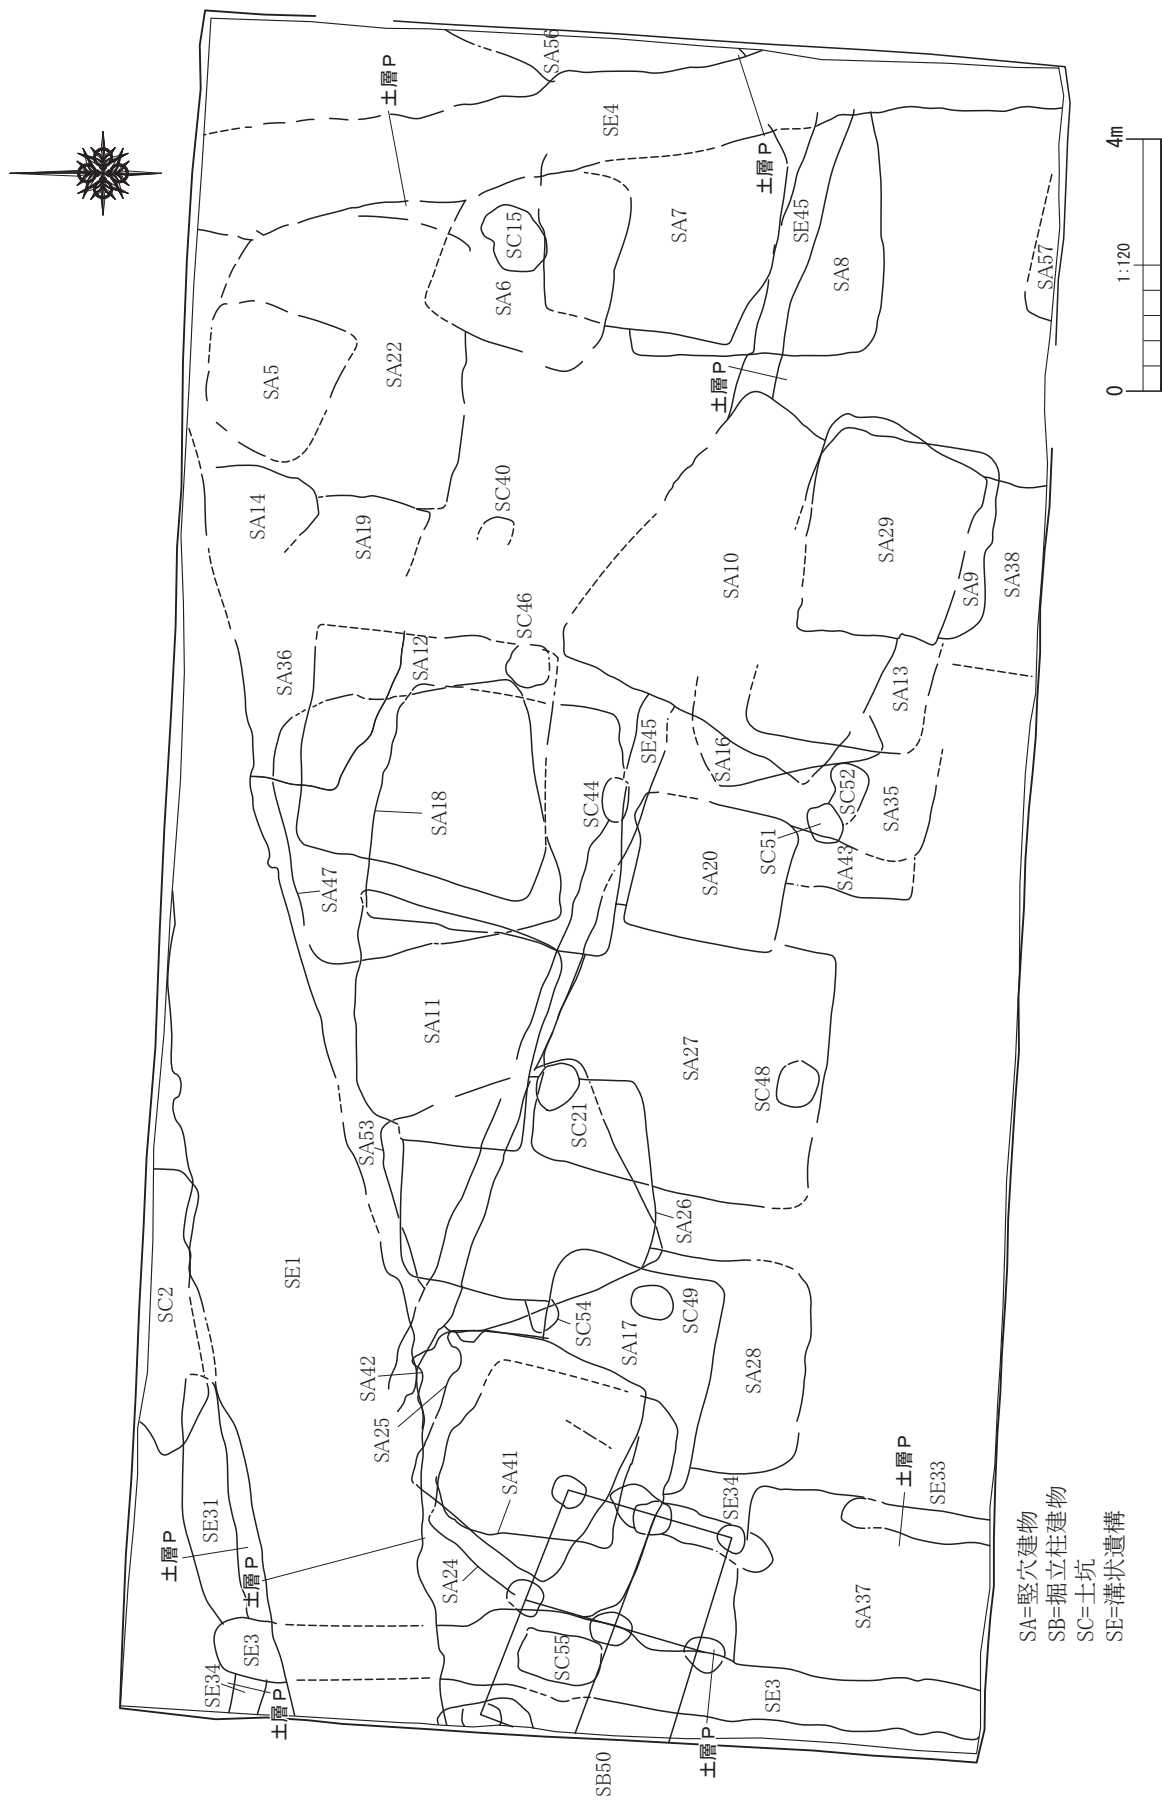 SC2
土層P
SE31
SE34
SE3
土層P
SA14
SA5
土層P
SA36
SE1
SA47
SA19
SA53
SA42
SA25
土層P
SA22
SA12
SA11
SA18
SA24
SC40
SA6
SA41
SC15
SC46
SA56
SC55
SC21
SC54
SC44
SB50
SE4
SA17
SE45
SA7
SA26
SC49
SA27
土層P
SA20
土層P
SA16
SE34
SA10
SA28
SC48
土層P
SC51
SE3
SE45
SA8
SA43
SC52
SA37
SA29
SA35
SA13
土層P
SE33
SA9
SA38
SA57
SA=竪穴建物
SB=掘立柱建物
SC=土坑
SE=溝状遺構
0 1:120 4m